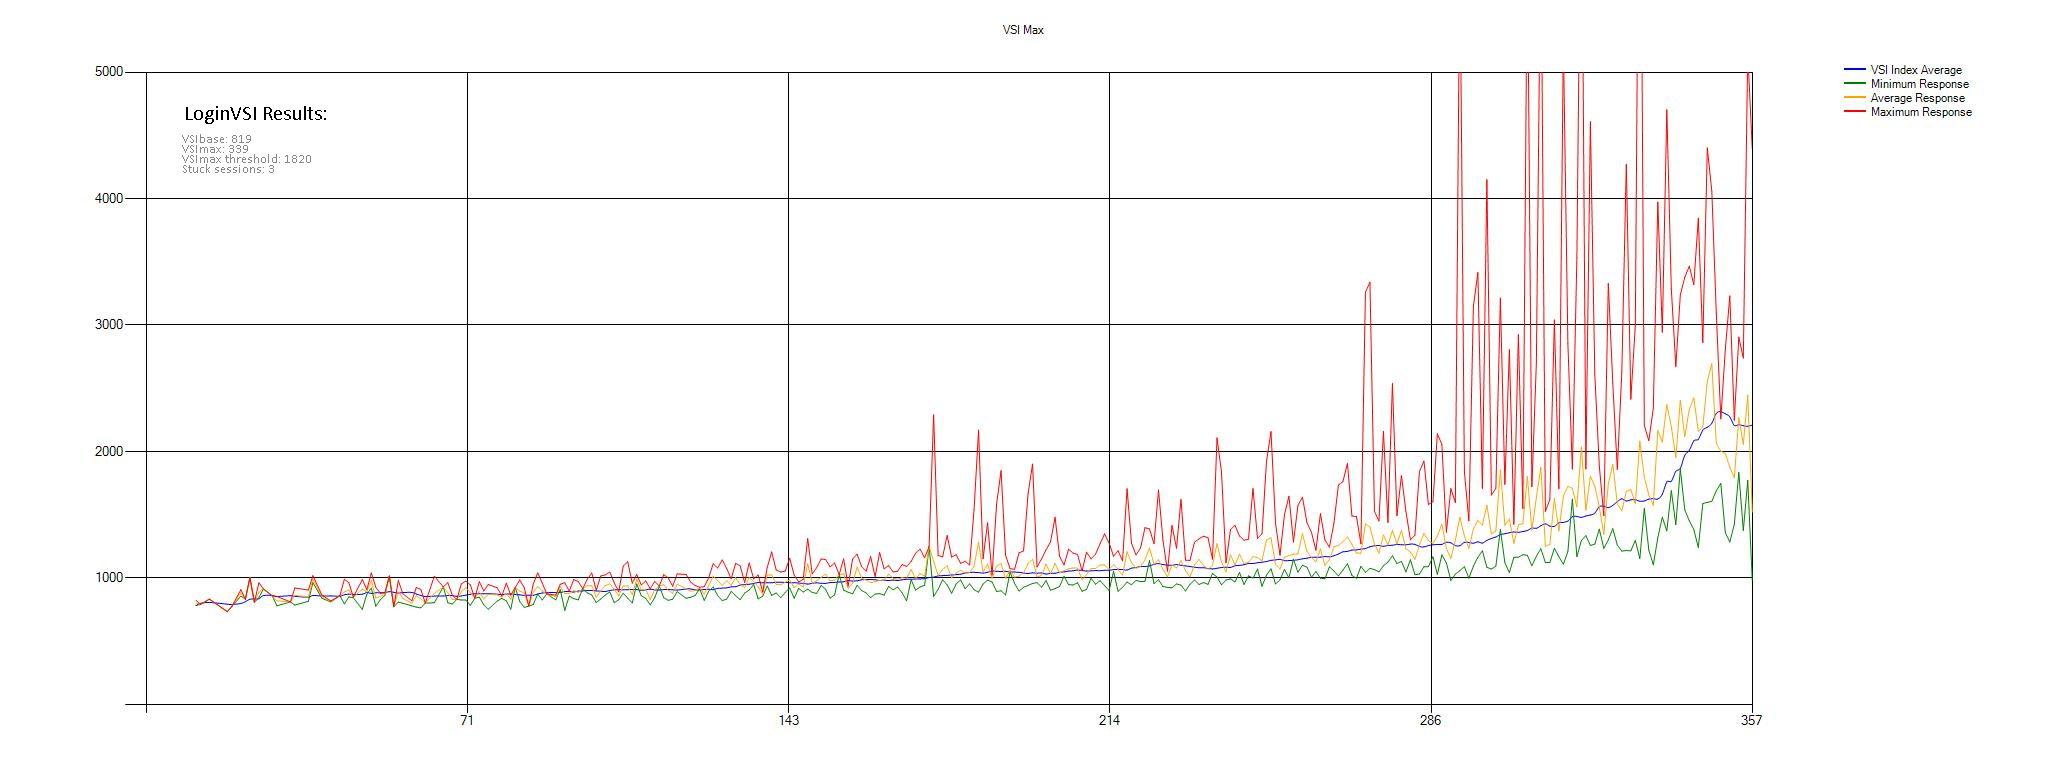 VSI Max
5000
4000
3000
2000
1000
71
143
214
286
357
LoginVSI Results:
VSIbase: 819
VSImax: 339
VSImax threshold: 1820
Stuck sessions: 3
VSI Index Average
Minimum Response
Average Response
Maximum Response